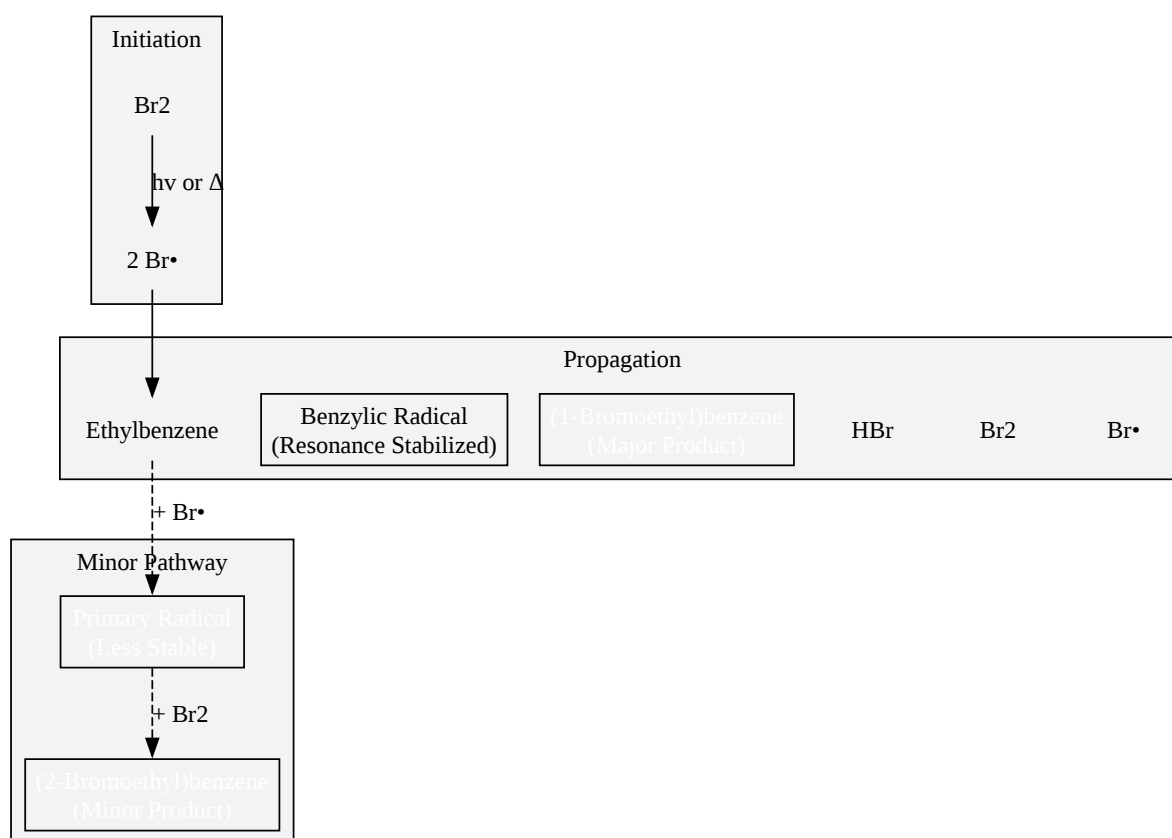 Initiation
Br2
hv or Δ
2 Br•
Propagation
Ethylbenzene
Benzylic Radical
(Resonance Stabilized)
(1-Bromoethyl)benzene
(Major Product)
HBr
Br2
Br•
+ Br•
Minor Pathway
Primary Radical
(Less Stable)
+ Br2
(2-Bromoethyl)benzene
(Minor Product)